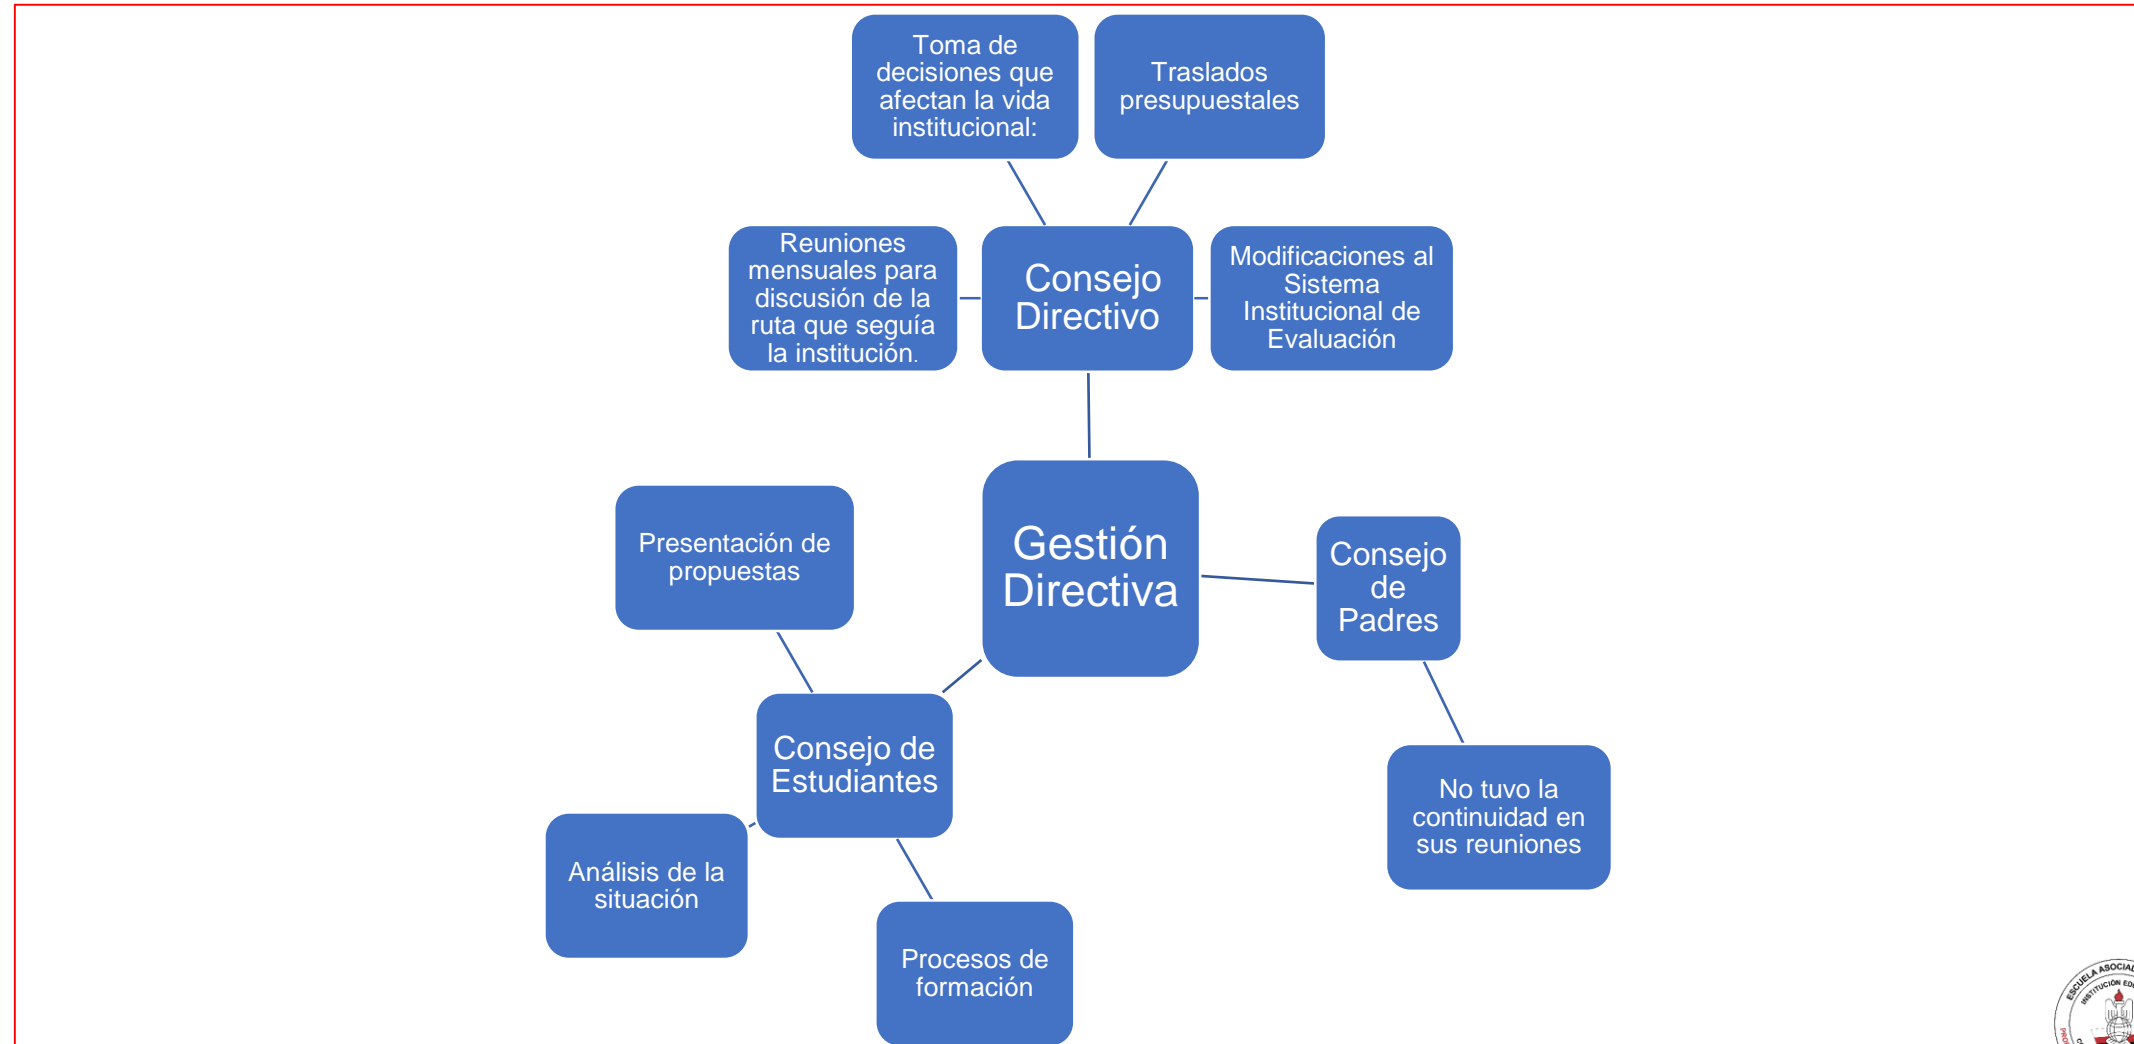 Toma de
decisiones que
afectan la vida
institucional:
Traslados
presupuestales
Reuniones
mensuales para
discusión de la
ruta que seguía
la institución.
Consejo
Directivo
Modificaciones al
Sistema
Institucional de
Evaluación
Gestión
Directiva
Consejo
de
Padres
No tuvo la
continuidad en
sus reuniones
Presentación de
propuestas
Consejo de
Estudiantes
Análisis de la
situación
Procesos de
formación
ESCUELA
INSTITUCIÓN